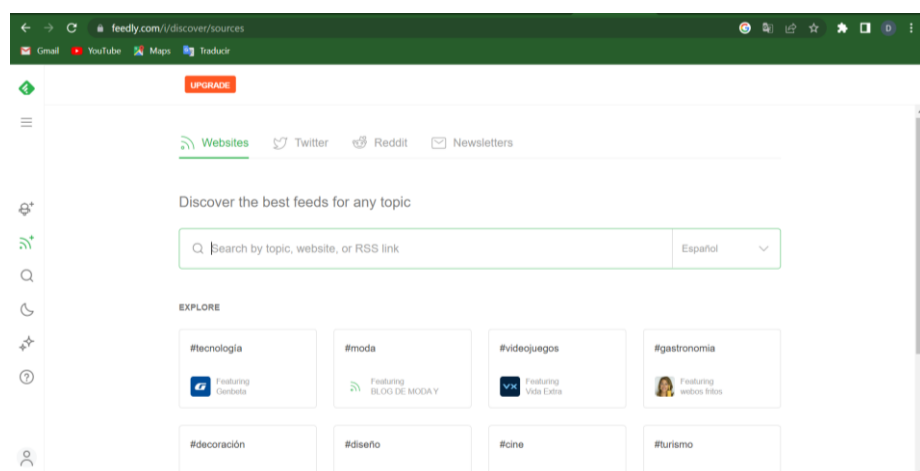 feedly.com/i/discover/sources
D
Gmail YouTube Maps Traducir
UPGRADE
Websites Twitter Reddit Newsletters
Discover the best feeds for any topic
Search by topic, website, or RSS link Español
EXPLORE
#tecnología #moda #videojuegos #gastronomia
Featuring Featuring Featuring Featuring
Genbeta BLOG DE MODA Y Vida Extra webos fritos
#decoración #diseño #cine #turismo